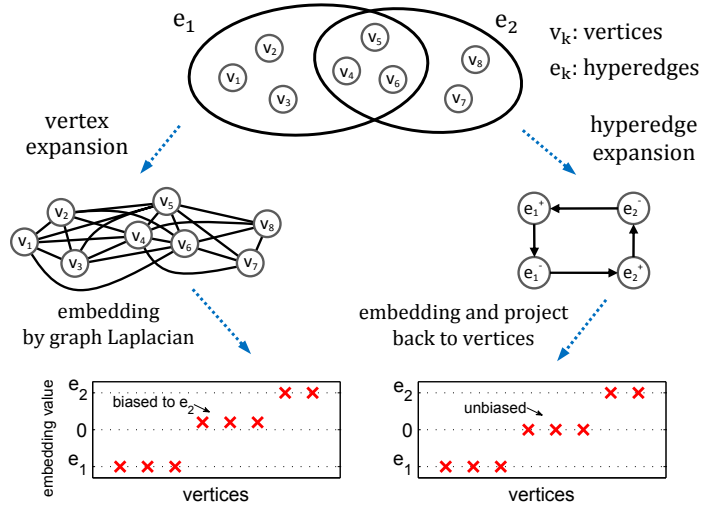 e1
e2
v1
v2
v3
v4
v5
v6
v7
v8
vk: vertices
ek: hyperedges
vertex
expansion
hyperedge
expansion
v1
v2
v3
v4
v5
v6
v7
v8
e1+
e2-
e1-
e2+
embedding
by graph Laplacian
embedding and project
back to vertices
embedding value
e2
0
e1
biased to e2
vertices
e2
0
e1
unbiased
vertices